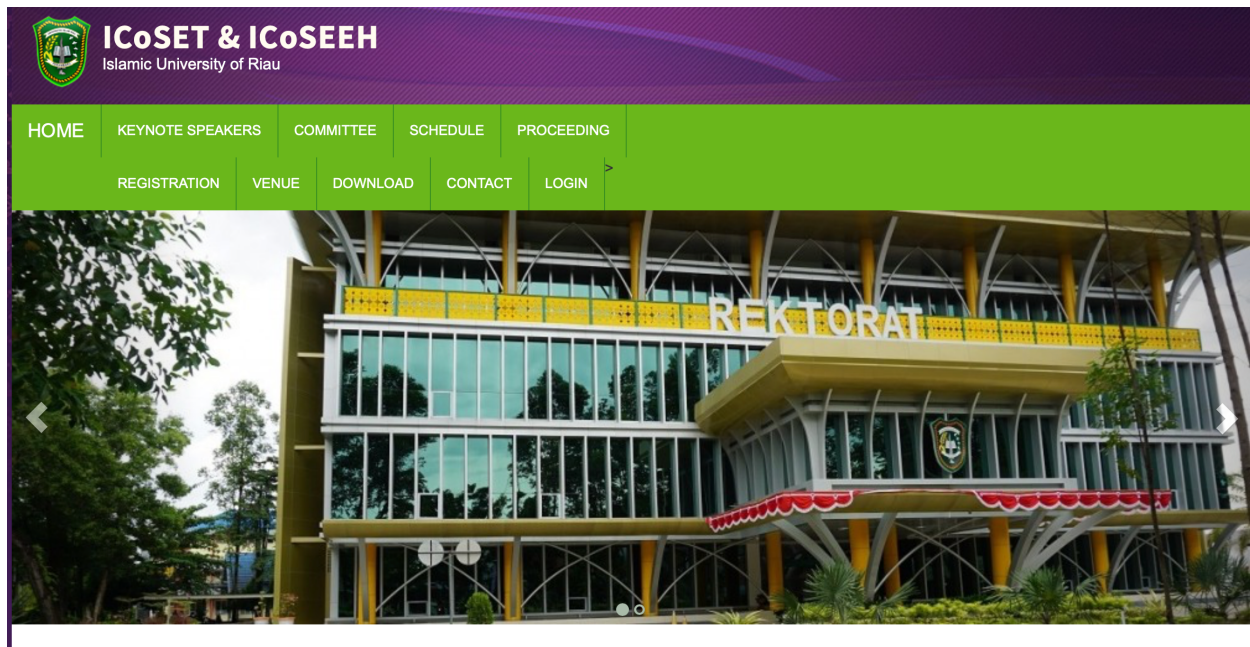 ICoSET & ICoSEEH
Islamic University of Riau
HOME
KEYNOTE SPEAKERS
COMMITTEE
SCHEDULE
PROCEEDING
REGISTRATION
VENUE
DOWNLOAD
CONTACT
LOGIN
>
REKTORAT